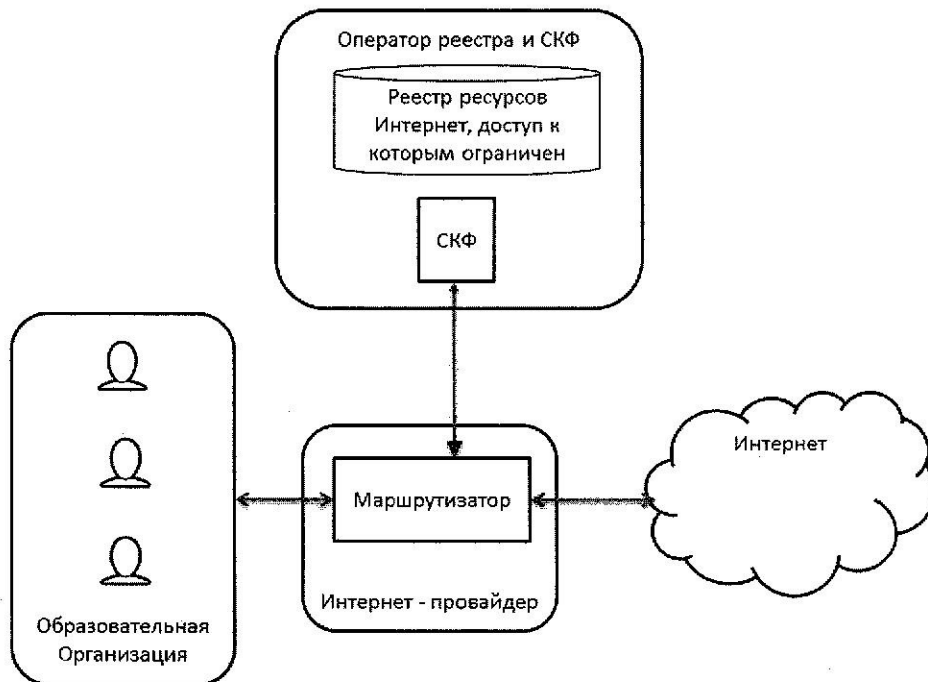 Оператор реестра и СКФ
Реестр ресурсов
Интернет, доступ к
которым ограничен
СКФ
Интернет
Маршрутизатор
Интернет - провайдер
Образовательная
Организация